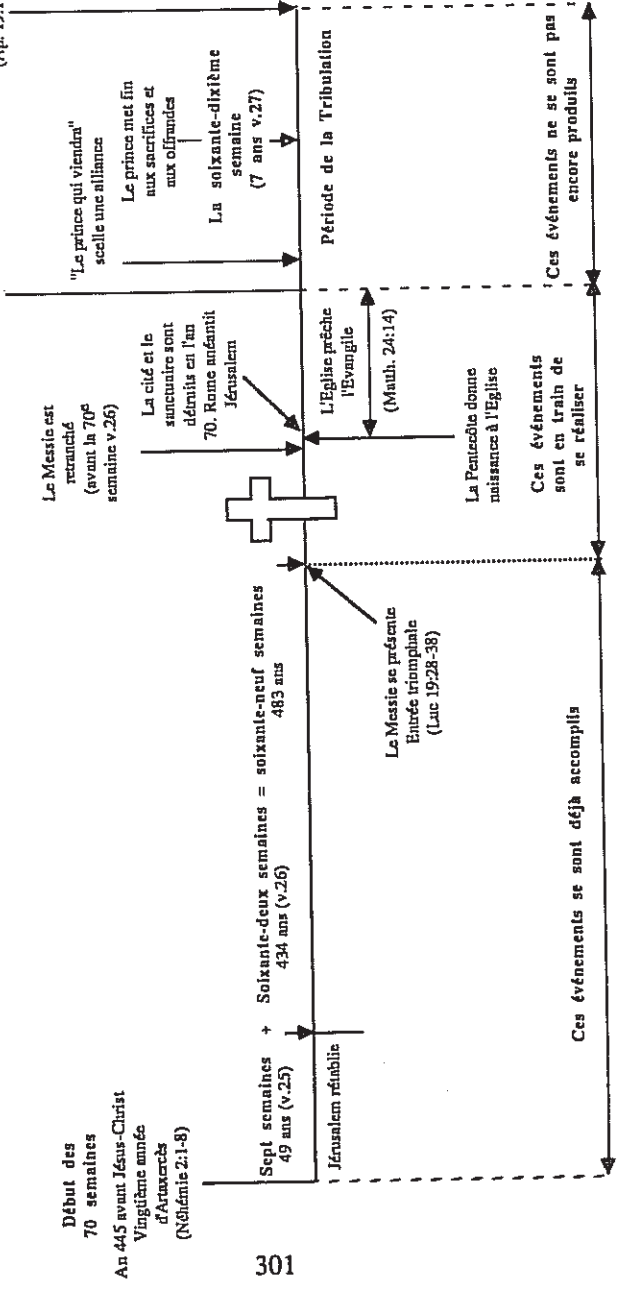 Début des
70 semaines
An 445 avant Jésus-Christ
Vingtième année
d'Artaxercès
(Néhémie 2:1-8)
Sept semaines + Soixante-deux semaines = soixante-neuf semaines
49 ans (v.25) 434 ans (v.26) 483 ans
Jérusalem rétablie
Le Messie se présente
Entrée triomphale
(Luc 19:28-38)
Ces événements se sont déjà accomplis
Le Messie est
retranché
(avant la 70e
semaine v.26)
La cité et le
sanctuaire sont
détruits en l'an
70. Rome anéantit
Jérusalem
L'Eglise prêche
l'Evangile
(Matth. 24:14)
La Pentecôte donne
naissance à l'Eglise
Ces événements
sont en train de
se réaliser
"Le prince qui viendra"
scelle une alliance
Le prince met fin
aux sacrifices et
aux offrandes
La soixante-dixième
semaine
(7 ans v.27)
Période de la Tribulation
Ces événements ne se sont pas
encore produits
301